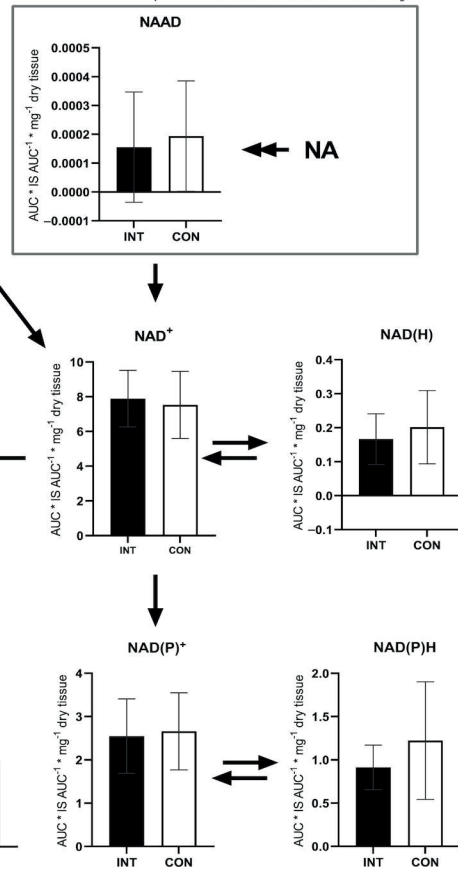 NAAD
AUC * IS AUC⁻¹ * mg⁻¹ dry tissue
0.0005
0.0004
0.0003
0.0002
0.0001
0.0000
–0.0001
INT CON
NA
NAD⁺
AUC * IS AUC⁻¹ * mg⁻¹ dry tissue
10
8
6
4
2
0
INT CON
NAD(H)
AUC * IS AUC⁻¹ * mg⁻¹ dry tissue
0.4
0.3
0.2
0.1
0.0
–0.1
INT CON
NAD(P)⁺
AUC * IS AUC⁻¹ * mg⁻¹ dry tissue
4
3
2
1
0
INT CON
NAD(P)H
AUC * IS AUC⁻¹ * mg⁻¹ dry tissue
2.0
1.5
1.0
0.5
0.0
INT CON